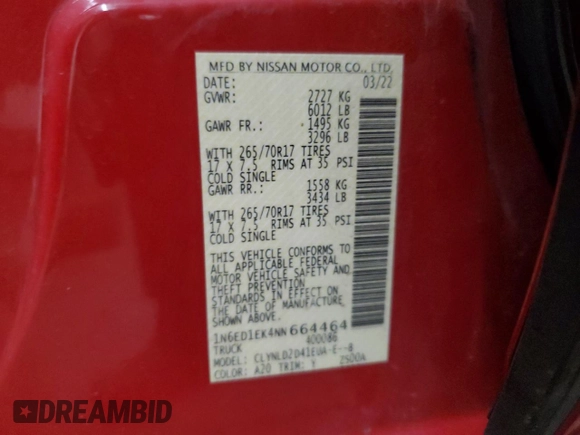 MFD BY NISSAN MOTOR CO., LTD.
DATE: 03/22
GVWR: 2727 KG
6012 LB
GAWR FR.: 1495 KG
3296 LB
WITH 265/70R17 TIRES
17 X 7.5 RIMS AT 35 PSI
COLD SINGLE
GAWR RR.: 1558 KG
3434 LB
WITH 265/70R17 TIRES
17 X 7.5 RIMS AT 35 PSI
COLD SINGLE
THIS VEHICLE CONFORMS TO
ALL APPLICABLE FEDERAL
MOTOR VEHICLE SAFETY AND
THEFT PREVENTION
STANDARDS IN EFFECT ON
THE DATE OF MANUFACTURE
SHOWN ABOVE.
1N6ED1EK4NN664464
TRUCK 400086
MODEL:
COLOR: A20 TRIM: Y 2500A
DREAMBID